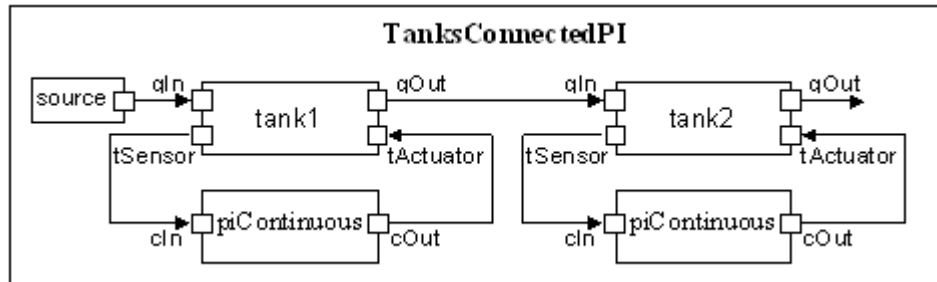 TanksConnectedPI
qIn qOut qIn qOut
source tank1 tank2
tSensor tActuator tSensor tActuator
piContinuous piContinuous
cIn cOut cIn cOut